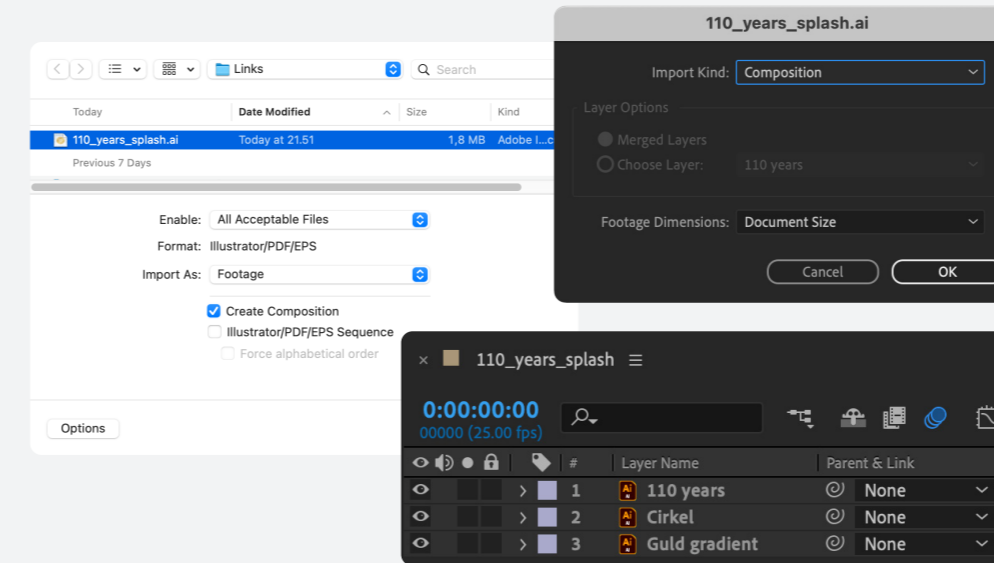 Links
Search
Today
Date Modified
Size
Kind
110_years_splash.ai
Today at 21.51
1,8 MB
Adobe I...c
Previous 7 Days
Enable:
All Acceptable Files
Format:
Illustrator/PDF/EPS
Import As:
Footage
Create Composition
Illustrator/PDF/EPS Sequence
Force alphabetical order
Options
110_years_splash.ai
Import Kind:
Composition
Layer Options
Merged Layers
Choose Layer:
110 years
Footage Dimensions:
Document Size
Cancel
OK
110_years_splash
0:00:00:00
00000 (25.00 fps)
#
Layer Name
Parent & Link
1
Ai
110 years
None
2
Ai
Cirkel
None
3
Ai
Guld gradient
None